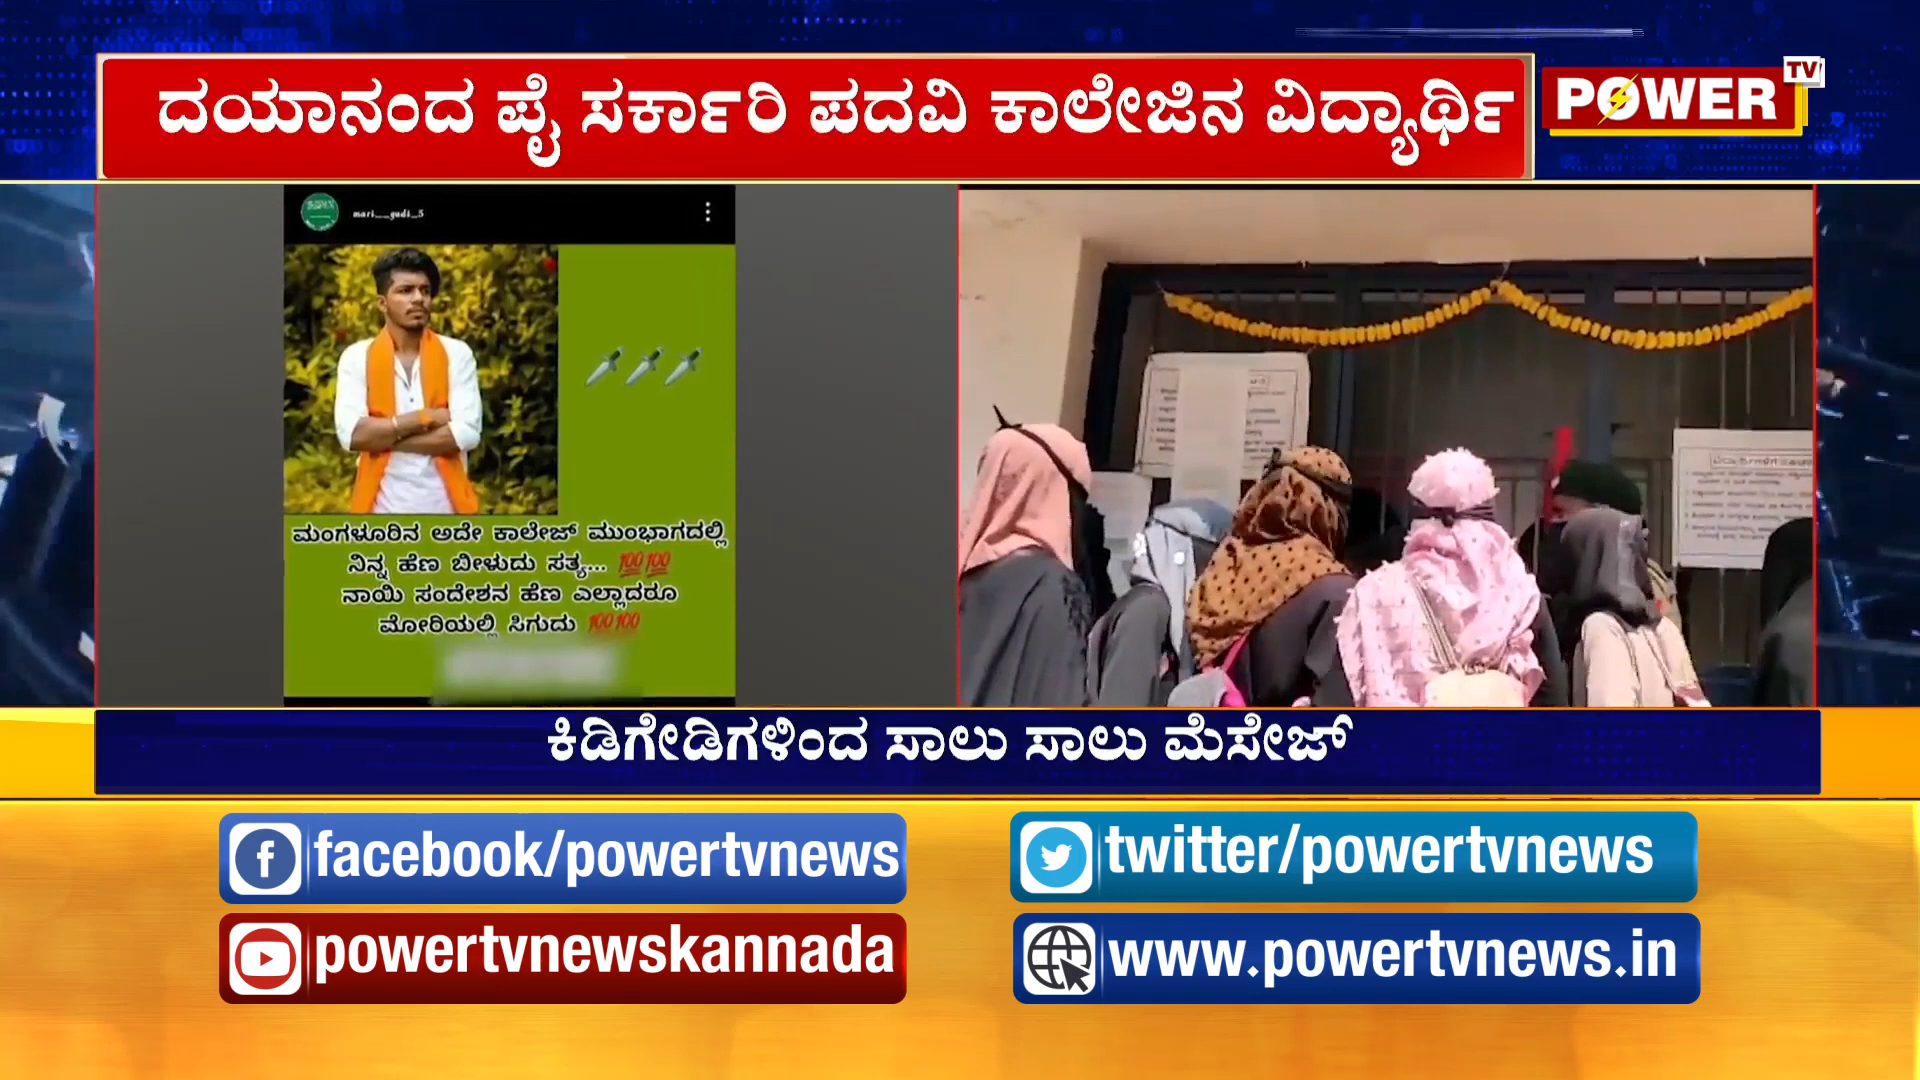 ದಯಾನಂದ ಪೈ ಸರ್ಕಾರಿ ಪದವಿ ಕಾಲೇಜಿನ ವಿದ್ಯಾರ್ಥಿ
POWER
TV
mari__gudi_5
ಮಂಗಳೂರಿನ ಅದೇ ಕಾಲೇಜ್ ಮುಂಭಾಗದಲ್ಲಿ
ನಿನ್ನ ಹೆಣ ಬೀಳುದು ಸತ್ಯ... 💯💯
ನಾಯಿ ಸಂದೇಶನ ಹೆಣ ಎಲ್ಲಾದರೂ
ಮೋರಿಯಲ್ಲಿ ಸಿಗುದು 💯💯
ಕಿಡಿಗೇಡಿಗಳಿಂದ ಸಾಲು ಸಾಲು ಮೆಸೇಜ್
facebook/powertvnews
twitter/powertvnews
powertvnewskannada
www.powertvnews.in